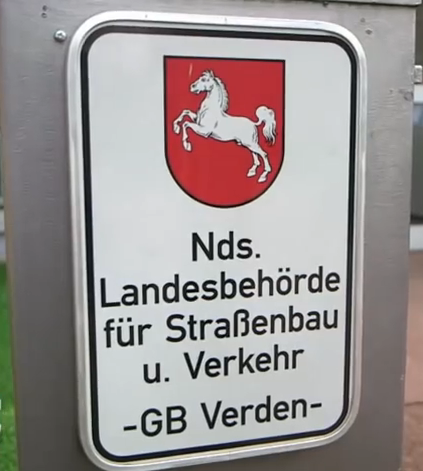 Nds.
Landesbehörde
für Straßenbau
u. Verkehr
-GB Verden-